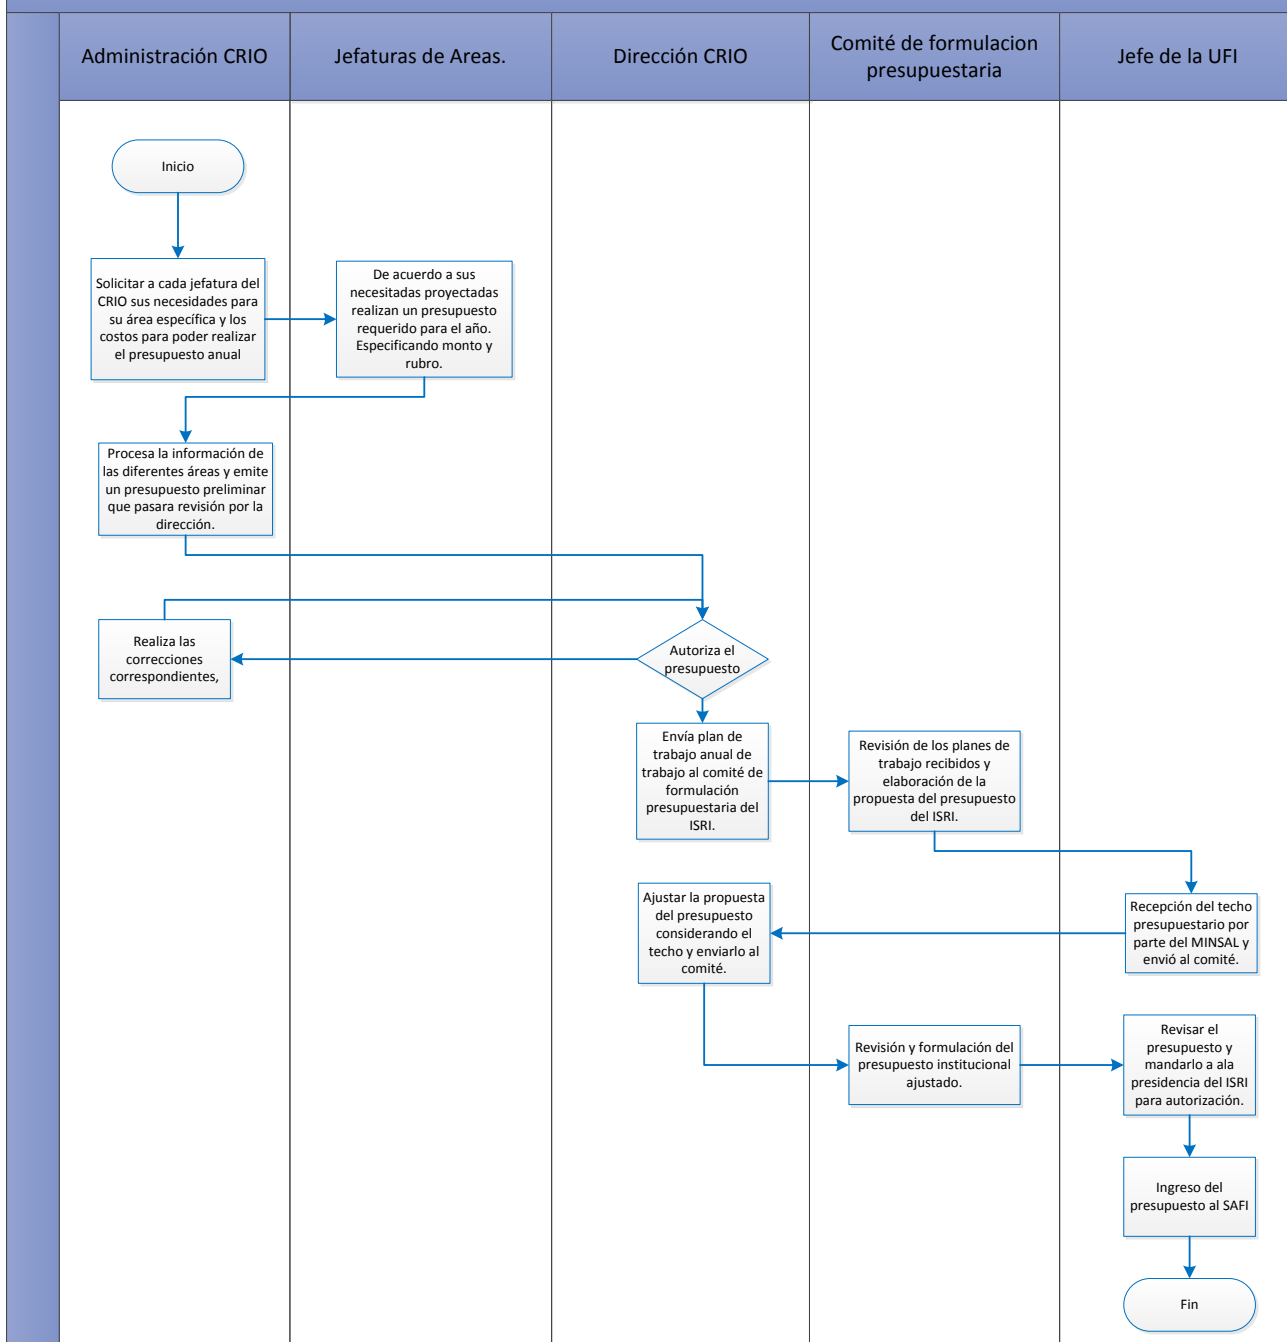 Administración CRIO
Jefaturas de Areas.
Dirección CRIO
Comité de formulacion
presupuestaria
Jefe de la UFI
Inicio
Solicitar a cada jefatura del
CRIO sus necesidades para
su área específica y los
costos para poder realizar
el presupuesto anual
De acuerdo a sus
necesitadas proyectadas
realizan un presupuesto
requerido para el año.
Especificando monto y
rubro.
Procesa la información de
las diferentes áreas y emite
un presupuesto preliminar
que pasara revisión por la
dirección.
Realiza las
correcciones
correspondientes,
Autoriza el
presupuesto
Envía plan de
trabajo anual de
trabajo al comité de
formulación
presupuestaria del
ISRI.
Revisión de los planes de
trabajo recibidos y
elaboración de la
propuesta del presupuesto
del ISRI.
Ajustar la propuesta
del presupuesto
considerando el
techo y enviarlo al
comité.
Recepción del techo
presupuestario por
parte del MINSAL y
envió al comité.
Revisión y formulación del
presupuesto institucional
ajustado.
Revisar el
presupuesto y
mandarlo a ala
presidencia del ISRI
para autorización.
Ingreso del
presupuesto al SAFI
Fin